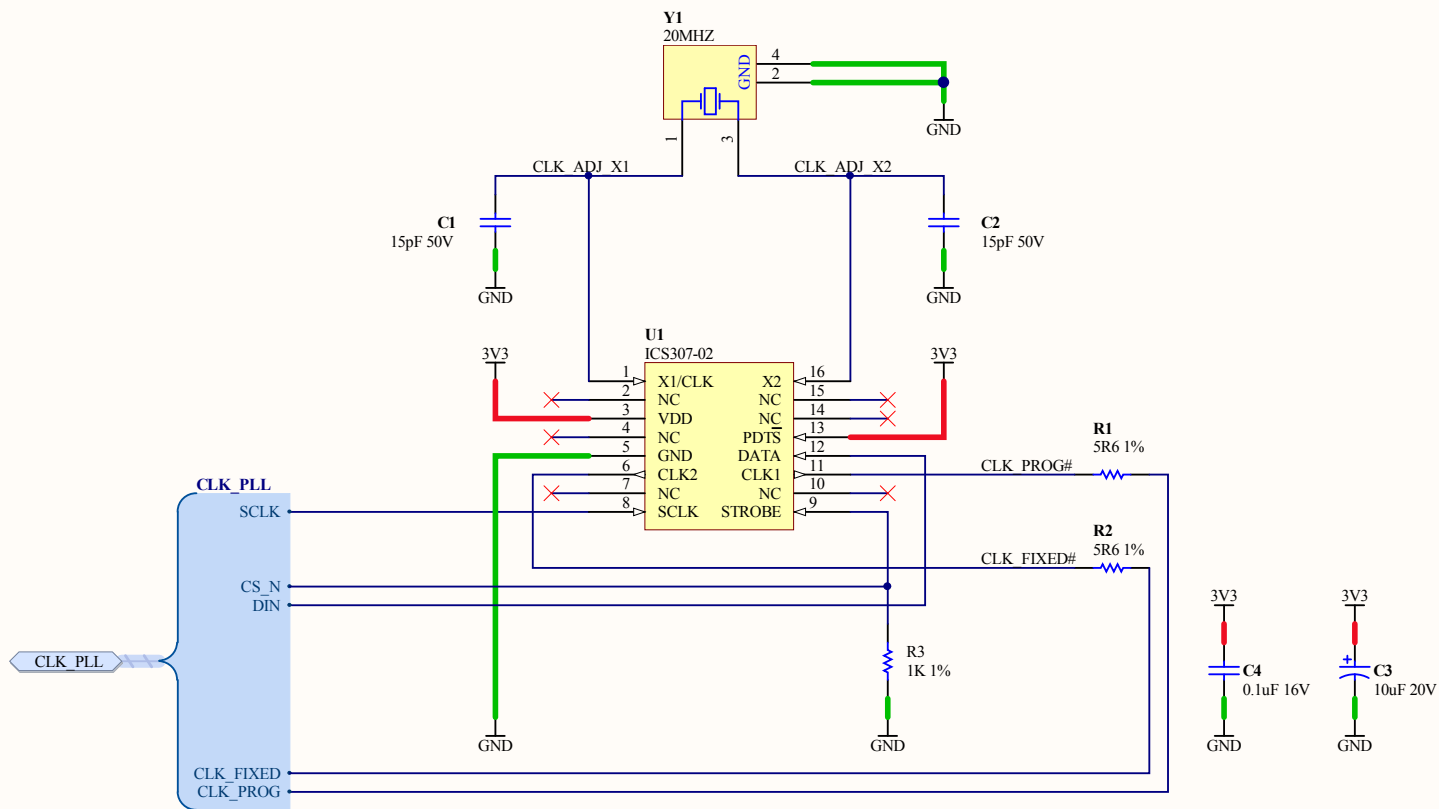 Y1
20MHZ
GND
4
2
1
3
GND
CLK_ADJ_X1
CLK_ADJ_X2
C1
15pF 50V
GND
C2
15pF 50V
GND
U1
ICS307-02
3V3
3V3
1 X1/CLK X2 16
2 NC NC 15
3 VDD NC 14
4 NC PDTS 13
5 GND DATA 12
6 CLK2 CLK1 11
7 NC NC 10
8 SCLK STROBE 9
CLK_PROG#
R1
5R6 1%
CLK_FIXED#
R2
5R6 1%
CLK_PLL
SCLK
CS_N
DIN
CLK_PLL
CLK_FIXED
CLK_PROG
GND
R3
1K 1%
GND
3V3
C4
0.1uF 16V
GND
3V3
+
C3
10uF 20V
GND